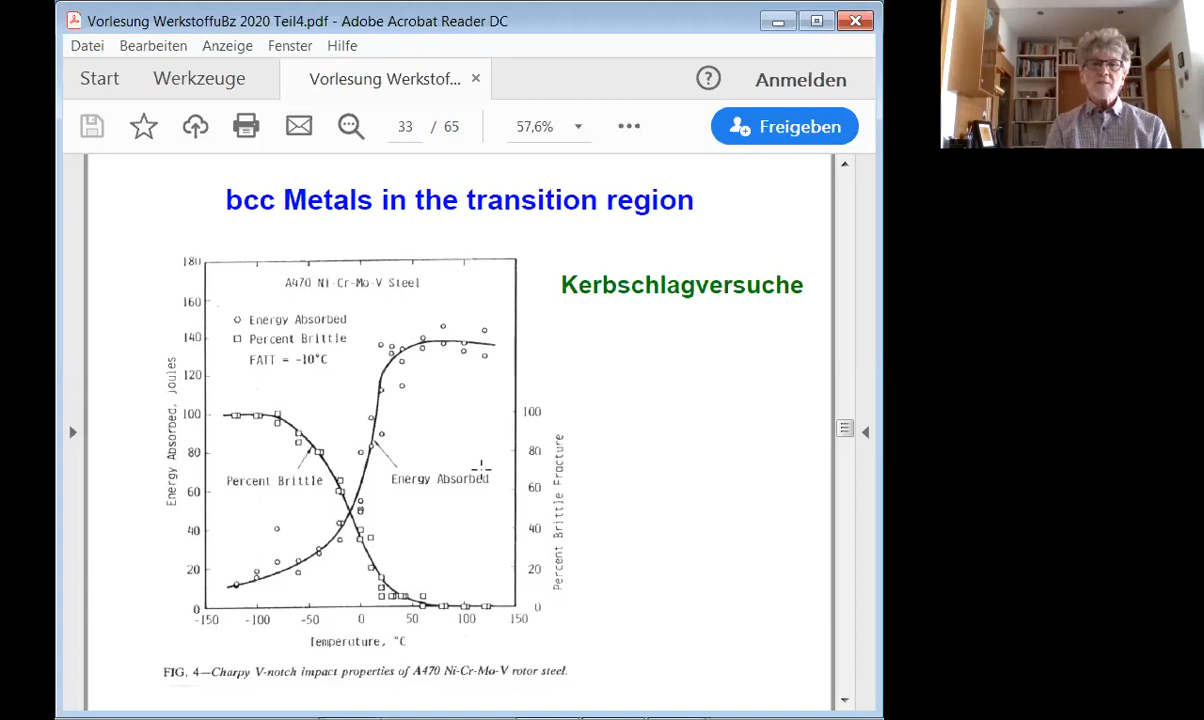 Vorlesung WerkstoffuBz 2020 Teil4.pdf - Adobe Acrobat Reader DC
Datei Bearbeiten Anzeige Fenster Hilfe
Start Werkzeuge Vorlesung Werkstof... × ? Anmelden
33 / 65 57,6% Freigeben
bcc Metals in the transition region
Kerbschlagversuche
180
160
140
120
100
80
60
40
20
0
Energy Absorbed, joules
A470 Ni-Cr-Mo-V Steel
Energy Absorbed
Percent Brittle
FATT = -10°C
Percent Brittle
Energy Absorbed
100
80
60
40
20
0
Percent Brittle Fracture
-150 -100 -50 0 50 100 150
Temperature, °C
FIG. 4—Charpy V-notch impact properties of A470 Ni-Cr-Mo-V rotor steel.